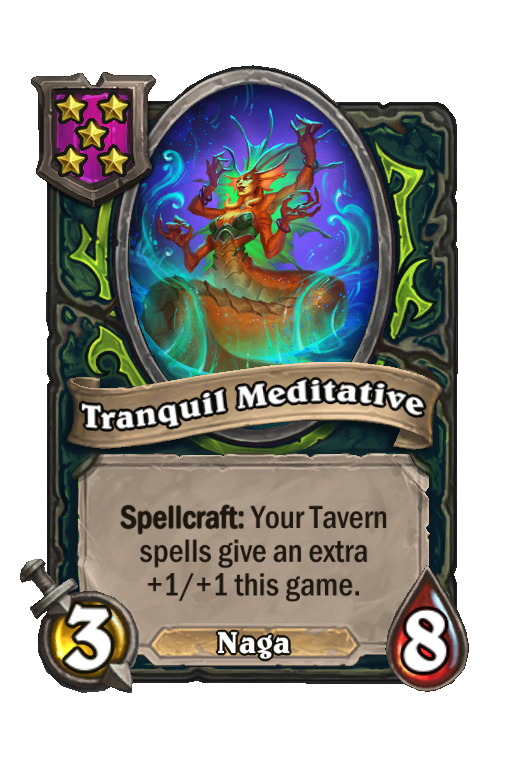 Tranquil Meditative
Spellcraft: Your Tavern
spells give an extra
+1/+1 this game.
3
Naga
8